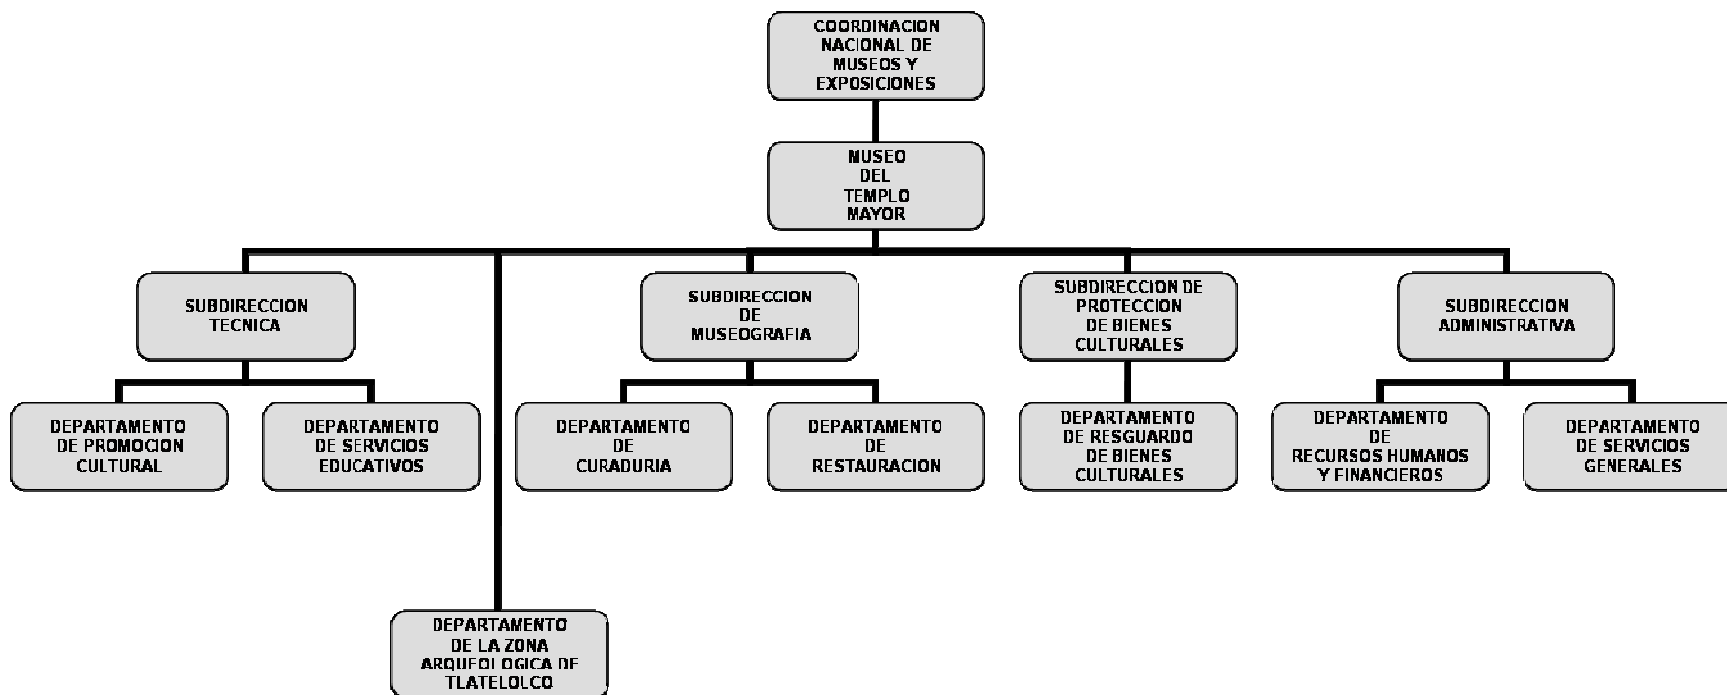 COORDINACION
NACIONAL DE
MUSEOS Y
EXPOSICIONES
MUSEO
DEL
TEMPLO
MAYOR
SUBDIRECCION
TECNICA
SUBDIRECCION
DE
MUSEOGRAFIA
SUBDIRECCION DE
PROTECCION
DE BIENES
CULTURALES
SUBDIRECCION
ADMINISTRATIVA
DEPARTAMENTO
DE PROMOCION
CULTURAL
DEPARTAMENTO
DE SERVICIOS
EDUCATIVOS
DEPARTAMENTO
DE
CURADURIA
DEPARTAMENTO
DE
RESTAURACION
DEPARTAMENTO
DE RESGUARDO
DE BIENES
CULTURALES
DEPARTAMENTO
DE
RECURSOS HUMANOS
Y FINANCIEROS
DEPARTAMENTO
DE SERVICIOS
GENERALES
DEPARTAMENTO
DE LA ZONA
ARQUEOLOGICA DE
TLATELOLCO